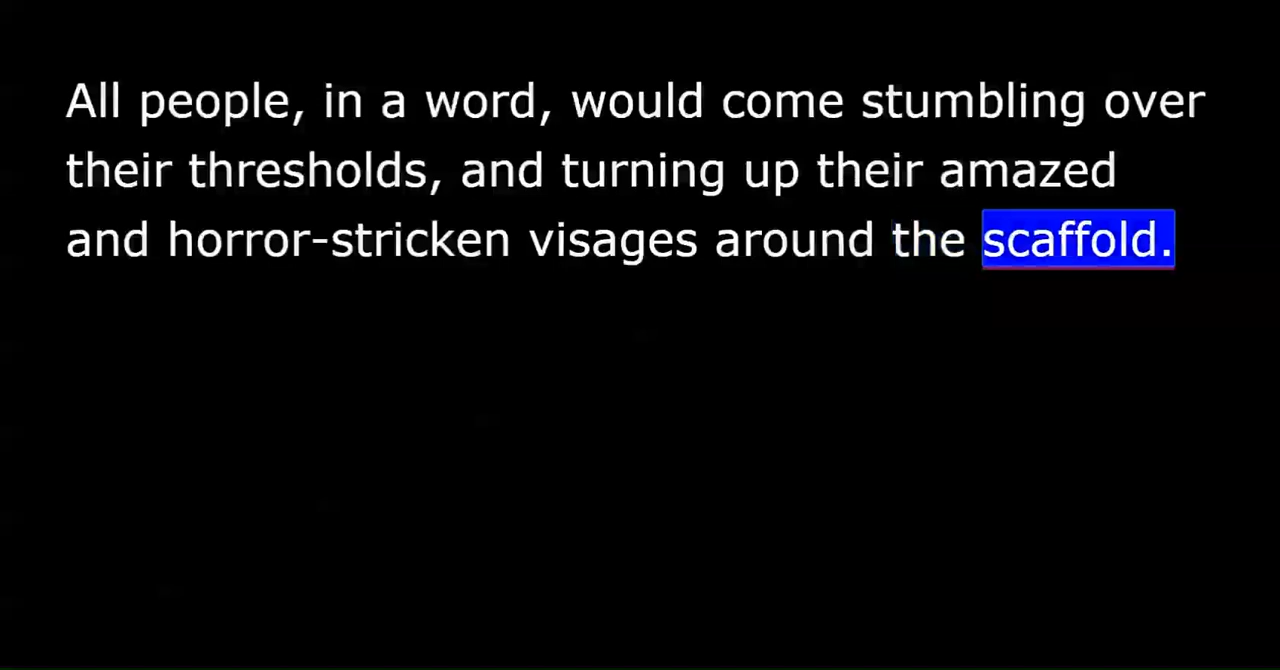 All people, in a word, would come stumbling over
their thresholds, and turning up their amazed
and horror-stricken visages around the scaffold.